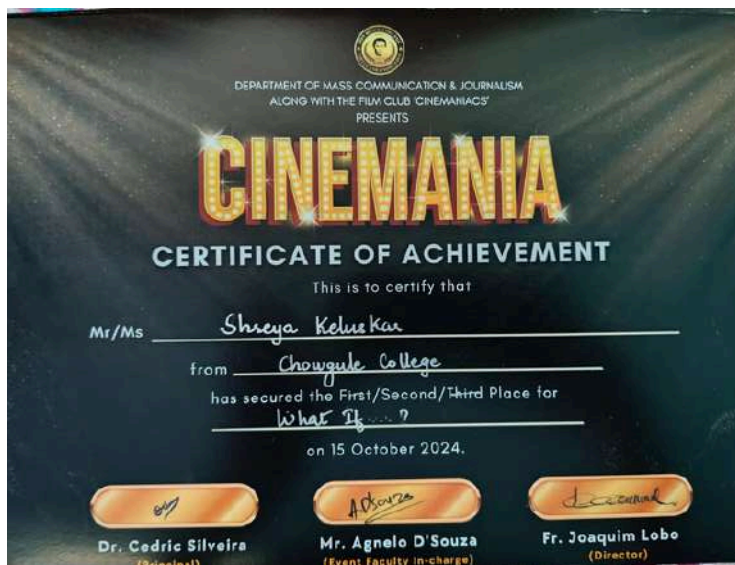 DEPARTMENT OF MASS COMMUNICATION & JOURNALISM
ALONG WITH THE FILM CLUB 'CINEMANIACS'
PRESENTS
CINEMANIA
CERTIFICATE OF ACHIEVEMENT
This is to certify that
Mr/Ms Shreya Keluskar
from Chowgule College
has secured the First/Second/Third Place for
What If....?
on 15 October 2024.
ADsouza
Dr. Cedric Silveira Mr. Agnelo D'Souza Fr. Joaquim Lobo
(Principal) (Event Faculty In-charge) (Director)